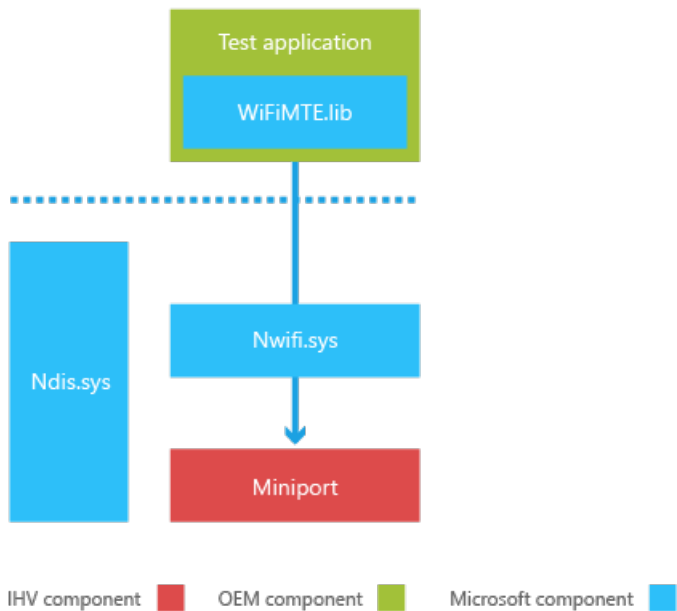 Test application
WiFiMTE.lib
Nwifi.sys
Ndis.sys
Miniport
IHV component OEM component Microsoft component